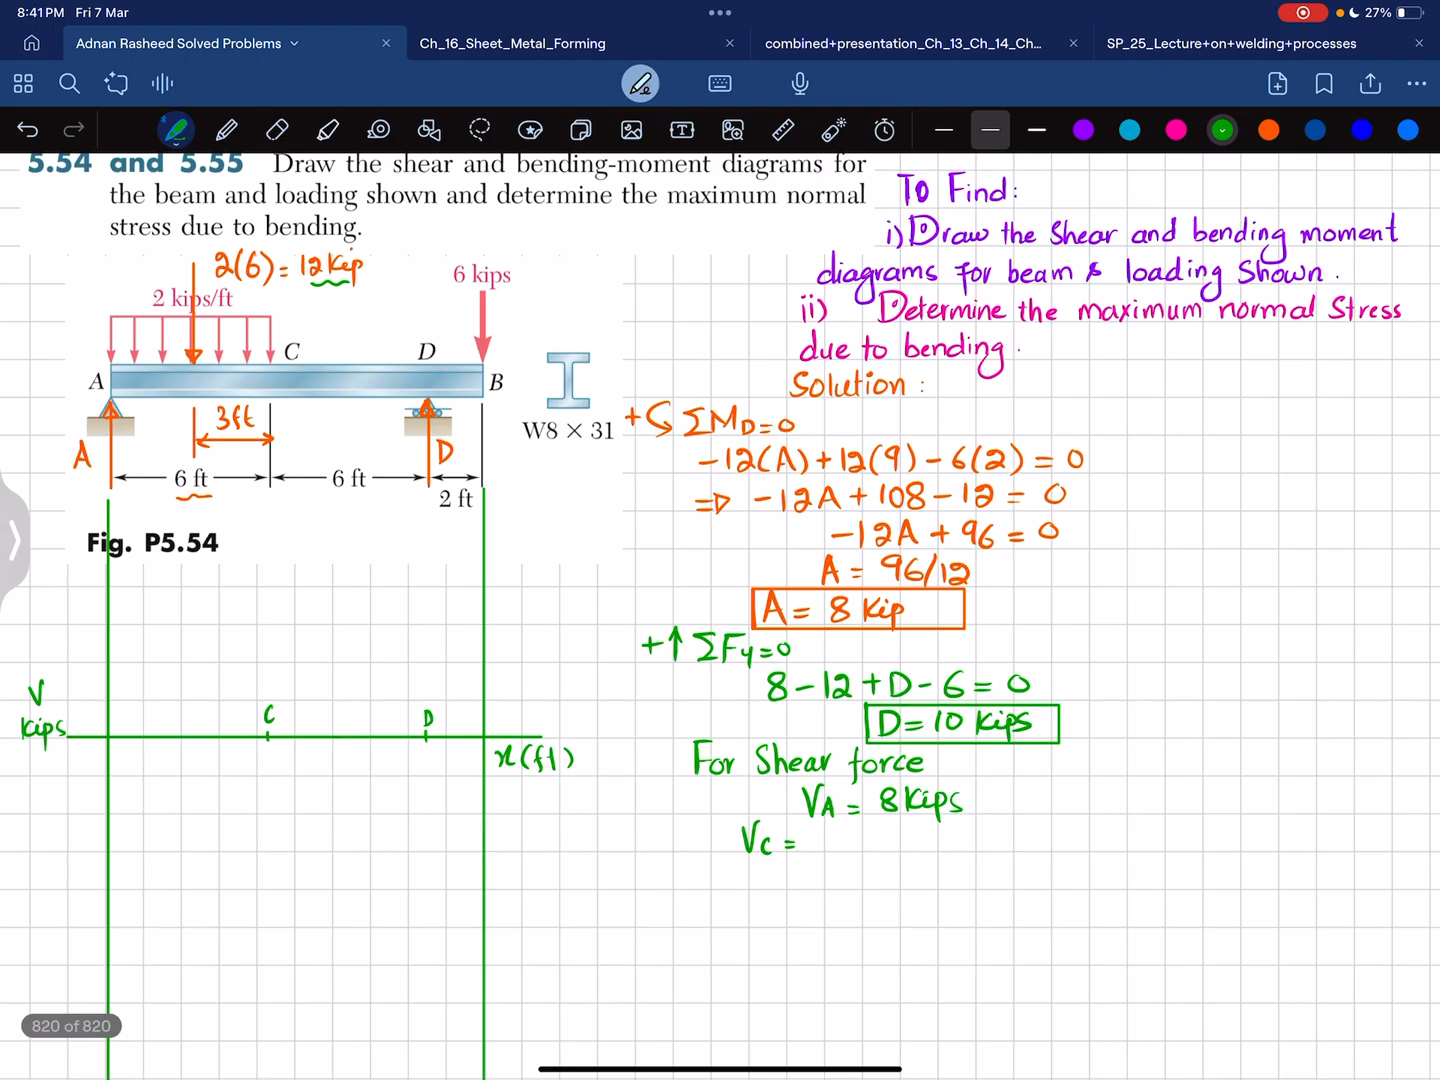 8:41 PM Fri 7 Mar
27%
Adnan Rasheed Solved Problems
Ch_16_Sheet_Metal_Forming
combined+presentation_Ch_13_Ch_14_Ch...
SP_25_Lecture+on+welding+processes
5.54 and 5.55 Draw the shear and bending-moment diagrams for
the beam and loading shown and determine the maximum normal
stress due to bending.
2(6) = 12 Kip
6 kips
2 kips/ft
C
D
A
B
W8 × 31
3ft
A
D
6 ft
6 ft
2 ft
Fig. P5.54
V
kips
C
D
x(ft)
To Find:
i) Draw the Shear and bending moment
diagrams for beam & loading Shown.
ii) Determine the maximum normal Stress
due to bending.
Solution:
+↺ ΣM_D=0
-12(A) + 12(9) - 6(2) = 0
=> -12A + 108 - 12 = 0
-12A + 96 = 0
A = 96/12
A = 8 Kip
+↑ ΣFy=0
8 - 12 + D - 6 = 0
D = 10 Kips
For Shear force
V_A = 8 Kips
V_C =
820 of 820